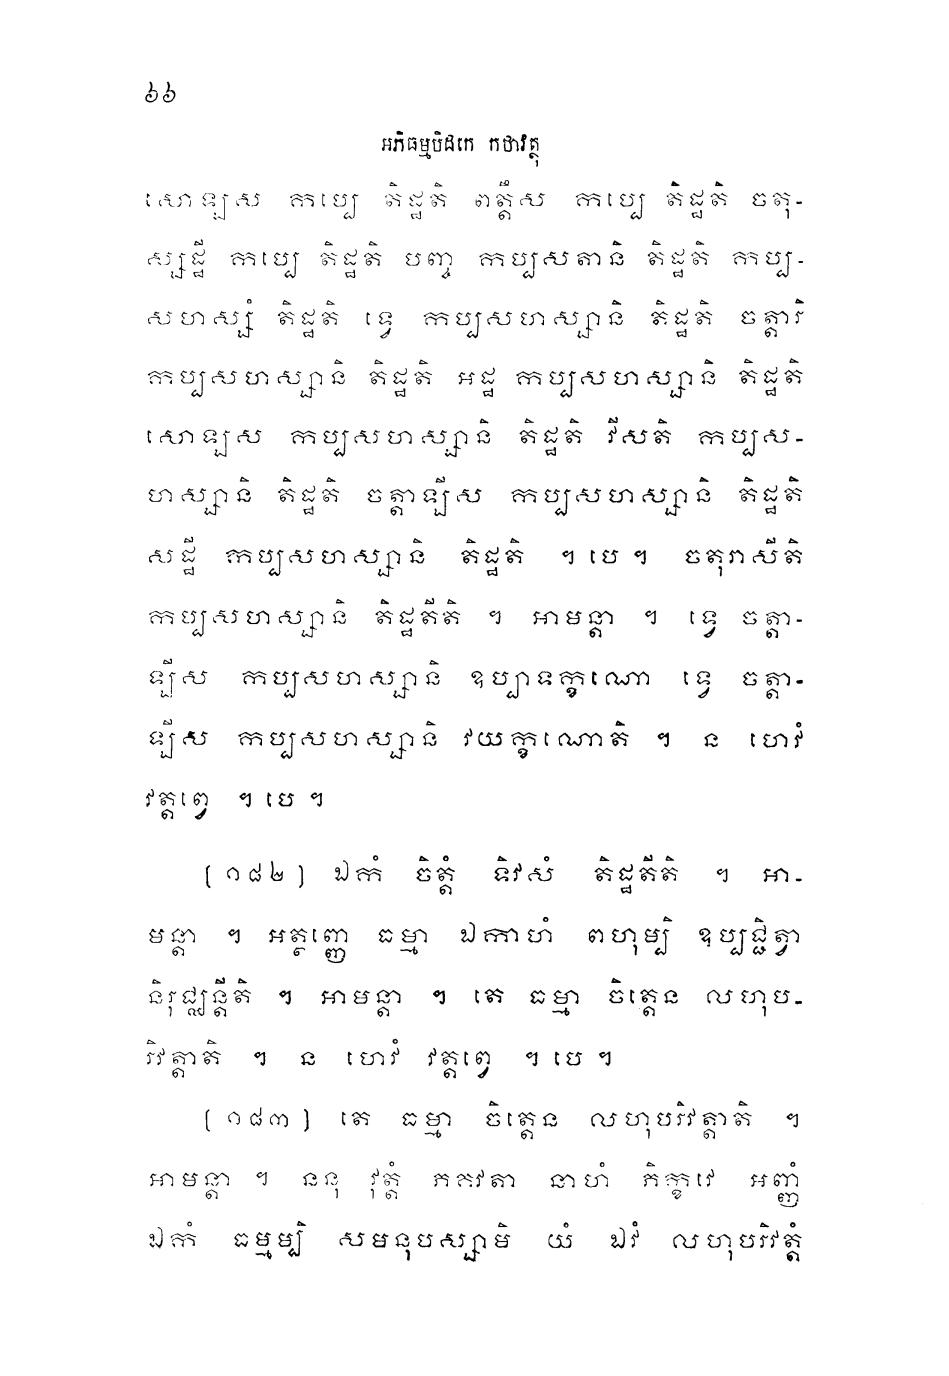 ៦៦
អភិធម្មបិដកេ កថាវត្ថុ
សោឡស កប្បេ តិដ្ឋតិ ពត្តឹស កប្បេ តិដ្ឋតិ ចតុ-
ស្សដ្ឋី កប្បេ តិដ្ឋតិ បញ្ច កប្បសតានិ តិដ្ឋតិ កប្ប-
សហស្សំ តិដ្ឋតិ ទ្វេ កប្បសហស្សានិ តិដ្ឋតិ ចត្តារិ
កប្បសហស្សានិ តិដ្ឋតិ អដ្ឋ កប្បសហស្សានិ តិដ្ឋតិ
សោឡស កប្បសហស្សានិ តិដ្ឋតិ វីសតិ កប្បស-
ហស្សានិ តិដ្ឋតិ ចត្តាឡីស កប្បសហស្សានិ តិដ្ឋតិ
សដ្ឋី កប្បសហស្សានិ តិដ្ឋតិ ។ បេ ។ ចតុរាសីតិ
កប្បសហស្សានិ តិដ្ឋតីតិ ។ អាមន្តា ។ ទ្វេ ចត្តា-
ឡីស កប្បសហស្សានិ ឧប្បាទក្ខណោ ទ្វេ ចត្តា-
ឡីស កប្បសហស្សានិ វយក្ខណោតិ ។ ន ហេវំ
វត្តព្វេ ។ បេ ។
[១៨២] ឯកំ ចិត្តំ ទិវសំ តិដ្ឋតីតិ ។ អា-
មន្តា ។ អត្ថញ្ញេ ធម្មា ឯកាហំ ពហុម្បិ ឧប្បជ្ជិត្វា
និរុជ្ឈន្តីតិ ។ អាមន្តា ។ តេ ធម្មា ចិត្តេន លហុប-
រិវត្តាតិ ។ ន ហេវំ វត្តព្វេ ។ បេ ។
[១៨៣] តេ ធម្មា ចិត្តេន លហុបរិវត្តាតិ ។
អាមន្តា ។ ននុ វុត្តំ ភគវតា នាហំ ភិក្ខវេ អញ្ញំ
ឯកំ ធម្មម្បិ សមនុបស្សាមិ យំ ឯវំ លហុបរិវត្តំ